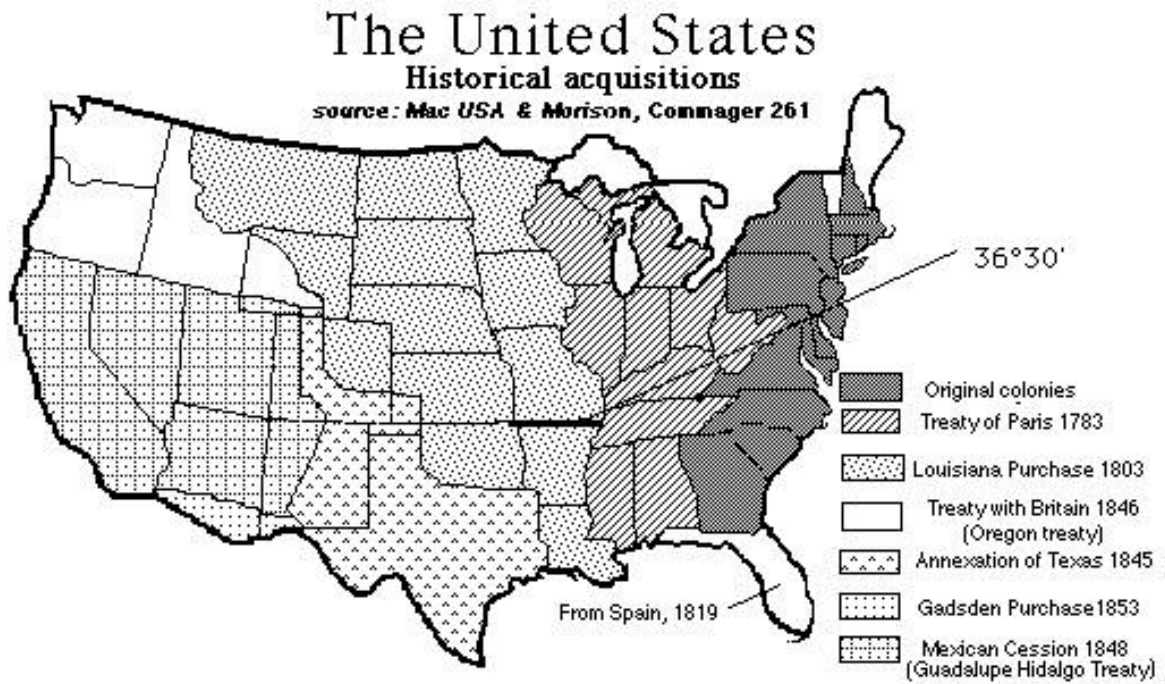 The United States
Historical acquisitions
source: Mac USA & Morison, Commager 261
36°30'
Original colonies
Treaty of Paris 1783
Louisiana Purchase 1803
Treaty with Britain 1846
(Oregon treaty)
Annexation of Texas 1845
From Spain, 1819
Gadsden Purchase1853
Mexican Cession 1848
(Guadalupe Hidalgo Treaty)